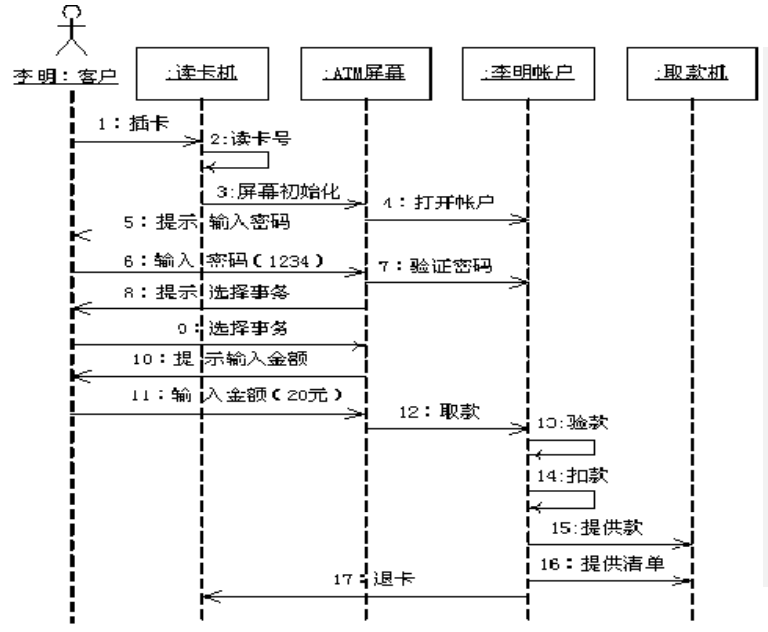 李明：客户
:读卡机
:ATM屏幕
:李明帐户
:取款机
1：插卡
2:读卡号
3:屏幕初始化
4：打开帐户
5：提示 输入密码
6：输入 密码(1234)
7：验证密码
8：提示 选择事务
9：选择事务
10：提 示输入金额
11：输 入金额(20元)
12：取款
13:验款
14:扣款
15:提供款
16：提供清单
17：退卡